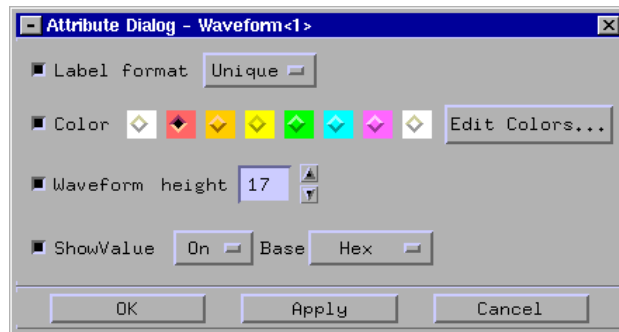 Attribute Dialog - Waveform<1>
Label format Unique
Color Edit Colors...
Waveform height 17
ShowValue On Base Hex
OK Apply Cancel